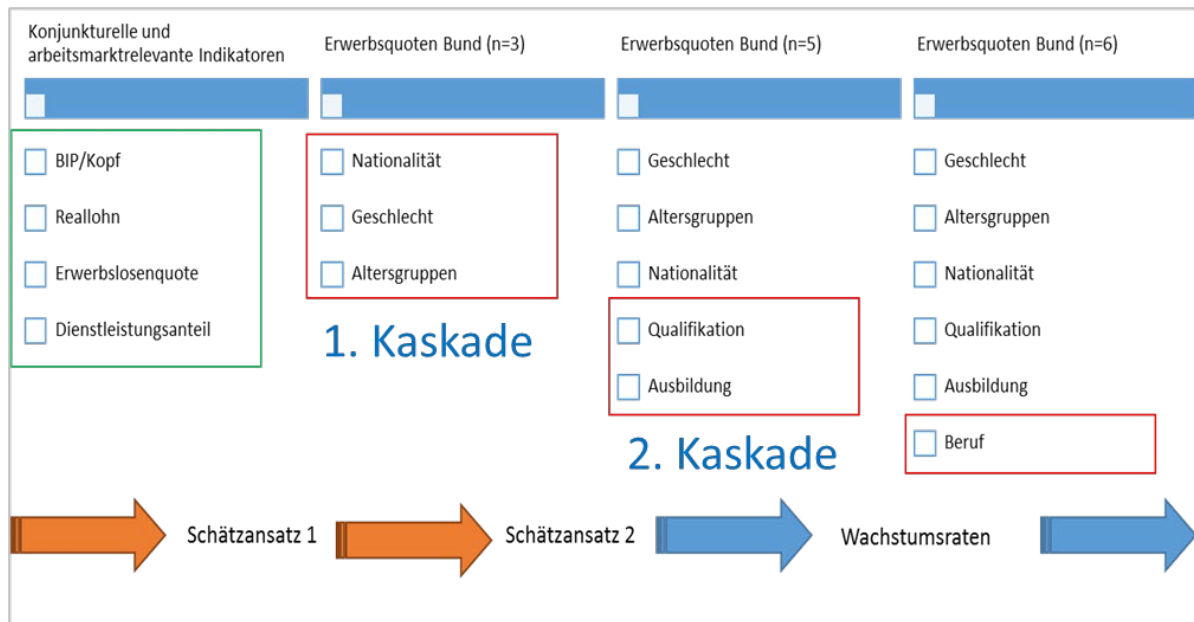 Konjunkturelle und
arbeitsmarktrelevante Indikatoren
BIP/Kopf
Reallohn
Erwerbslosenquote
Dienstleistungsanteil
Erwerbsquoten Bund (n=3)
Nationalität
Geschlecht
Altersgruppen
1. Kaskade
Erwerbsquoten Bund (n=5)
Geschlecht
Altersgruppen
Nationalität
Qualifikation
Ausbildung
2. Kaskade
Erwerbsquoten Bund (n=6)
Geschlecht
Altersgruppen
Nationalität
Qualifikation
Ausbildung
Beruf
Schätzansatz 1
Schätzansatz 2
Wachstumsraten